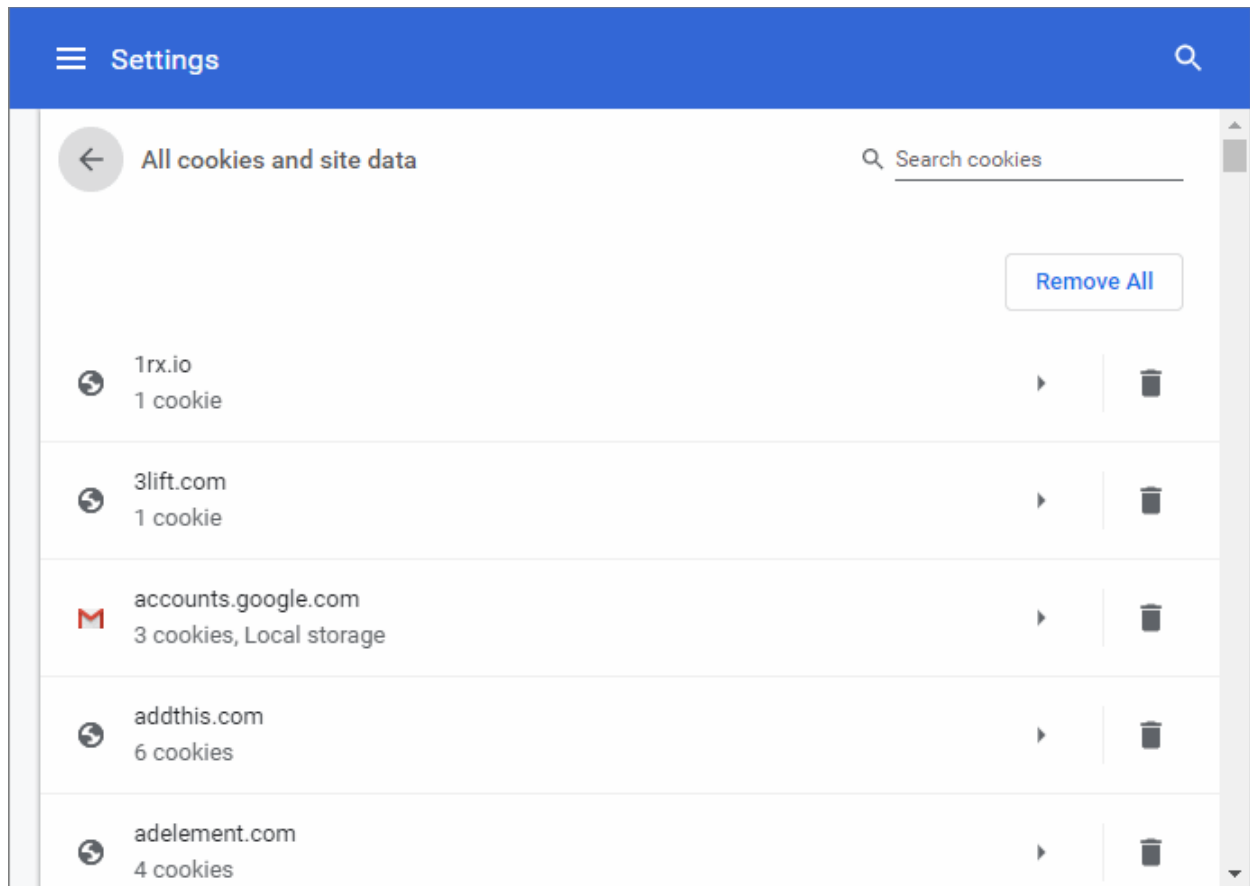 Settings
All cookies and site data
Search cookies
Remove All
1rx.io
1 cookie
3lift.com
1 cookie
accounts.google.com
3 cookies, Local storage
addthis.com
6 cookies
adelement.com
4 cookies